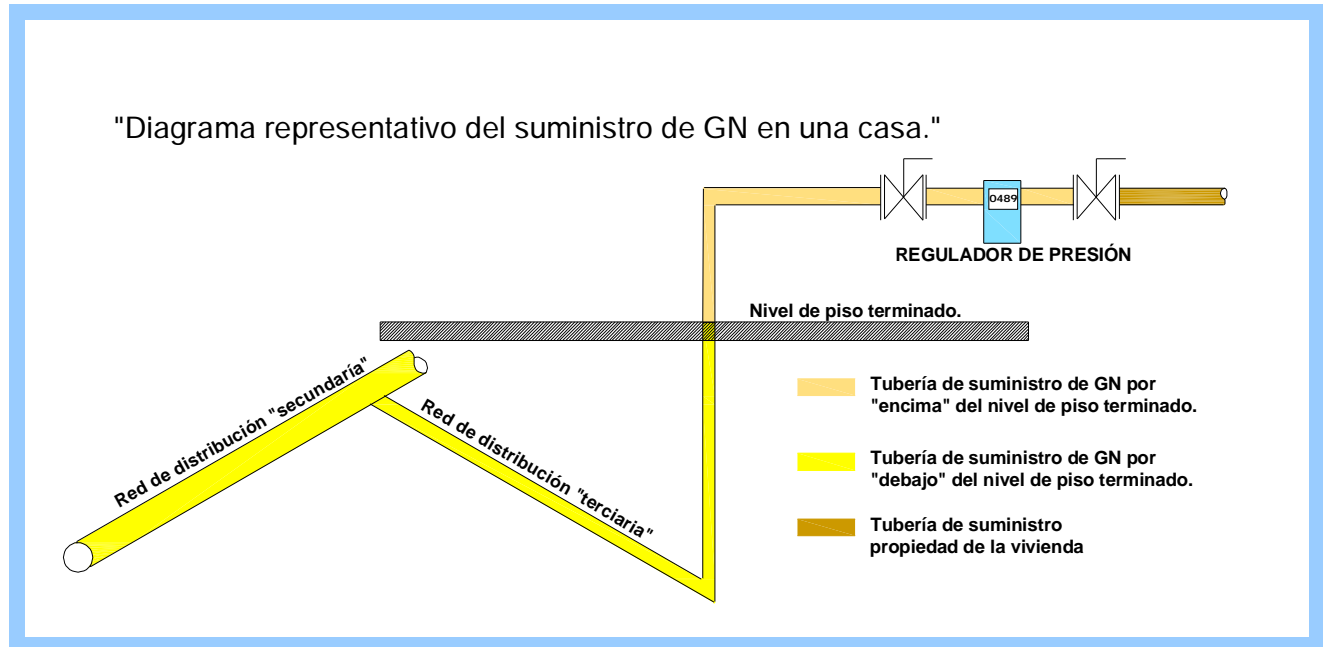 "Diagrama representativo del suministro de GN en una casa."
0489
REGULADOR DE PRESIÓN
Nivel de piso terminado.
Red de distribución "secundaría"
Red de distribución "terciaria"
Tubería de suministro de GN por
"encima" del nivel de piso terminado.
Tubería de suministro de GN por
"debajo" del nivel de piso terminado.
Tubería de suministro
propiedad de la vivienda